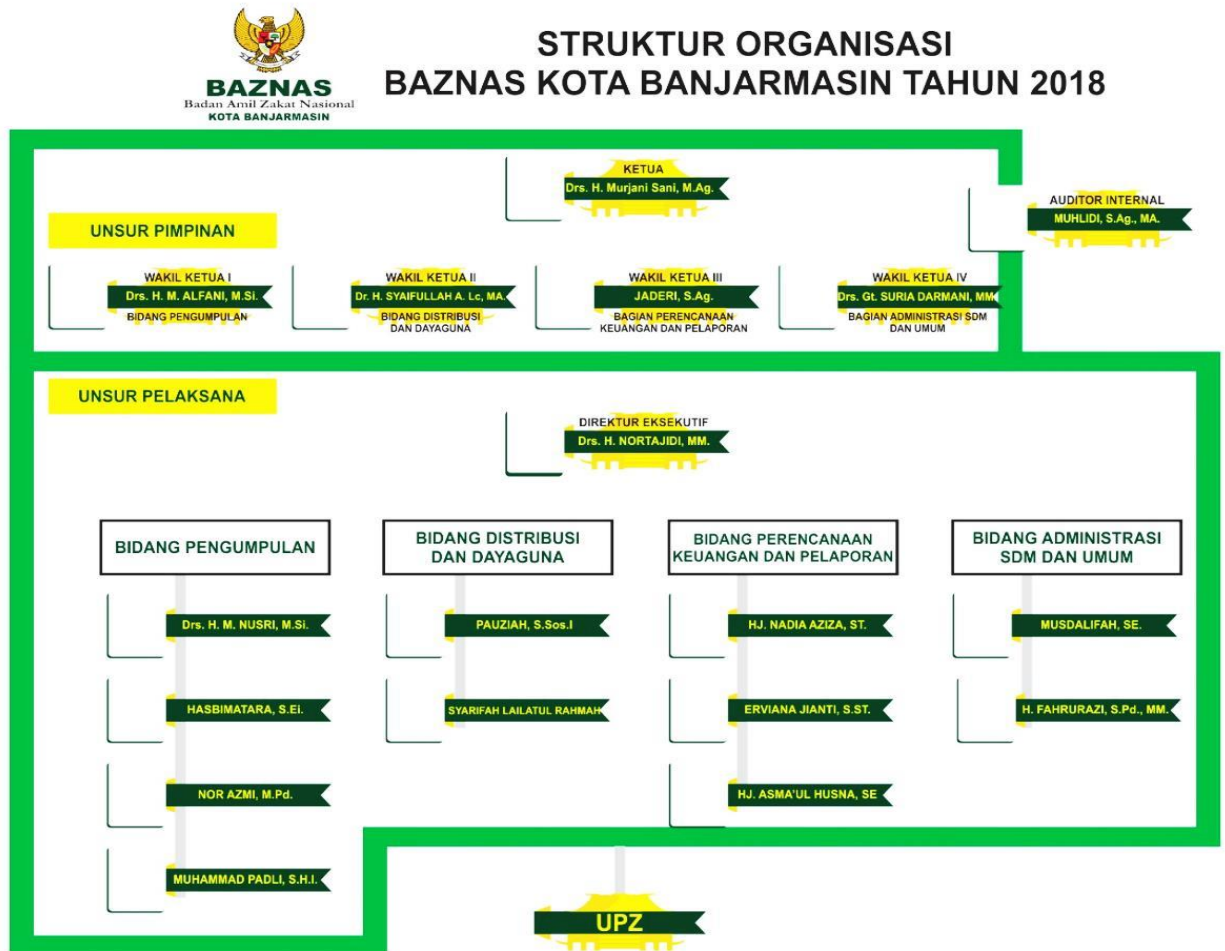 STRUKTUR ORGANISASI
BAZNAS KOTA BANJARMASIN TAHUN 2018
BAZNAS
Badan Amil Zakat Nasional
KOTA BANJARMASIN
KETUA
Drs. H. Murjani Sani, M.Ag.
AUDITOR INTERNAL
MUHLIDI, S.Ag., MA.
UNSUR PIMPINAN
WAKIL KETUA I
Drs. H. M. ALFANI, M.Si.
BIDANG PENGUMPULAN
WAKIL KETUA II
Dr. H. SYAIFULLAH A. Lc, MA.
BIDANG DISTRIBUSI
DAN DAYAGUNA
WAKIL KETUA III
JADERI, S.Ag.
BAGIAN PERENCANAAN
KEUANGAN DAN PELAPORAN
WAKIL KETUA IV
Drs. Gt. SURIA DARMANI, MM
BAGIAN ADMINISTRASI SDM
DAN UMUM
UNSUR PELAKSANA
DIREKTUR EKSEKUTIF
Drs. H. NORTAJIDI, MM.
BIDANG PENGUMPULAN
Drs. H. M. NUSRI, M.Si.
HASBIMATARA, S.Ei.
NOR AZMI, M.Pd.
MUHAMMAD PADLI, S.H.I.
BIDANG DISTRIBUSI
DAN DAYAGUNA
PAUZIAH, S.Sos.I
SYARIFAH LAILATUL RAHMAH
BIDANG PERENCANAAN
KEUANGAN DAN PELAPORAN
HJ. NADIA AZIZA, ST.
ERVIANA JIANTI, S.ST.
HJ. ASMA'UL HUSNA, SE
BIDANG ADMINISTRASI
SDM DAN UMUM
MUSDALIFAH, SE.
H. FAHRURAZI, S.Pd., MM.
UPZ